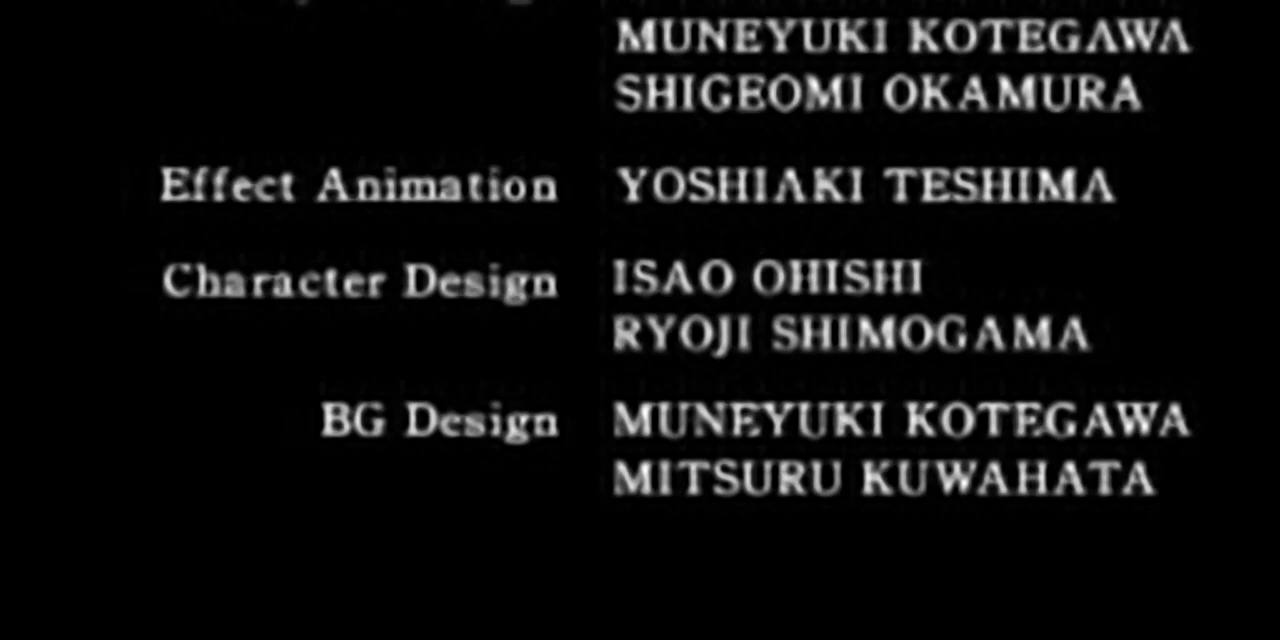 MUNEYUKI KOTEGAWA
SHIGEOMI OKAMURA
Effect Animation YOSHIAKI TESHIMA
Character Design ISAO OHISHI
RYOJI SHIMOGAMA
BG Design MUNEYUKI KOTEGAWA
MITSURU KUWAHATA